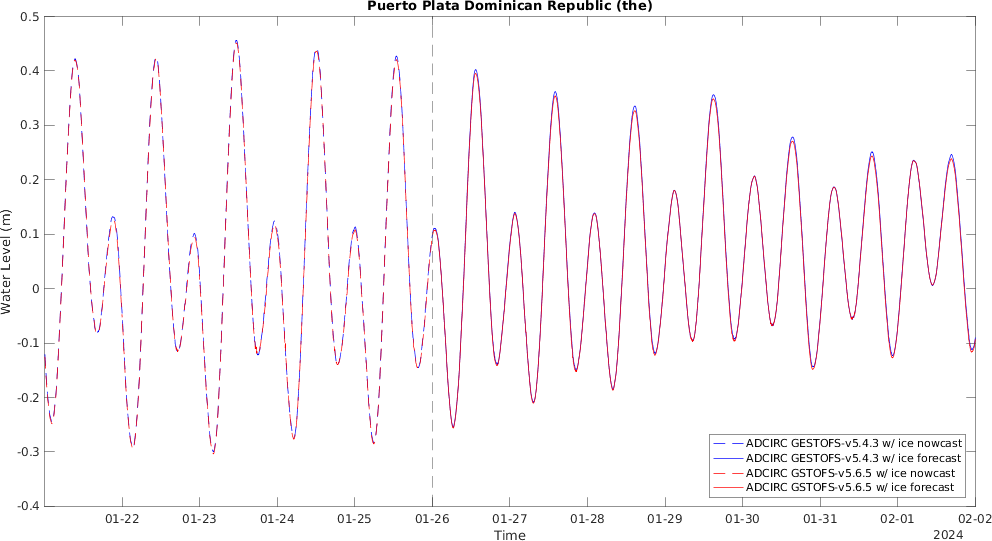 Puerto Plata Dominican Republic (the)
0.5
0.4
0.3
0.2
0.1
0
-0.1
-0.2
-0.3
-0.4
Water Level (m)
ADCIRC GESTOFS-v5.4.3 w/ ice nowcast
ADCIRC GESTOFS-v5.4.3 w/ ice forecast
ADCIRC GSTOFS-v5.6.5 w/ ice nowcast
ADCIRC GSTOFS-v5.6.5 w/ ice forecast
01-22 01-23 01-24 01-25 01-26 01-27 01-28 01-29 01-30 01-31 02-01 02-02
Time
2024